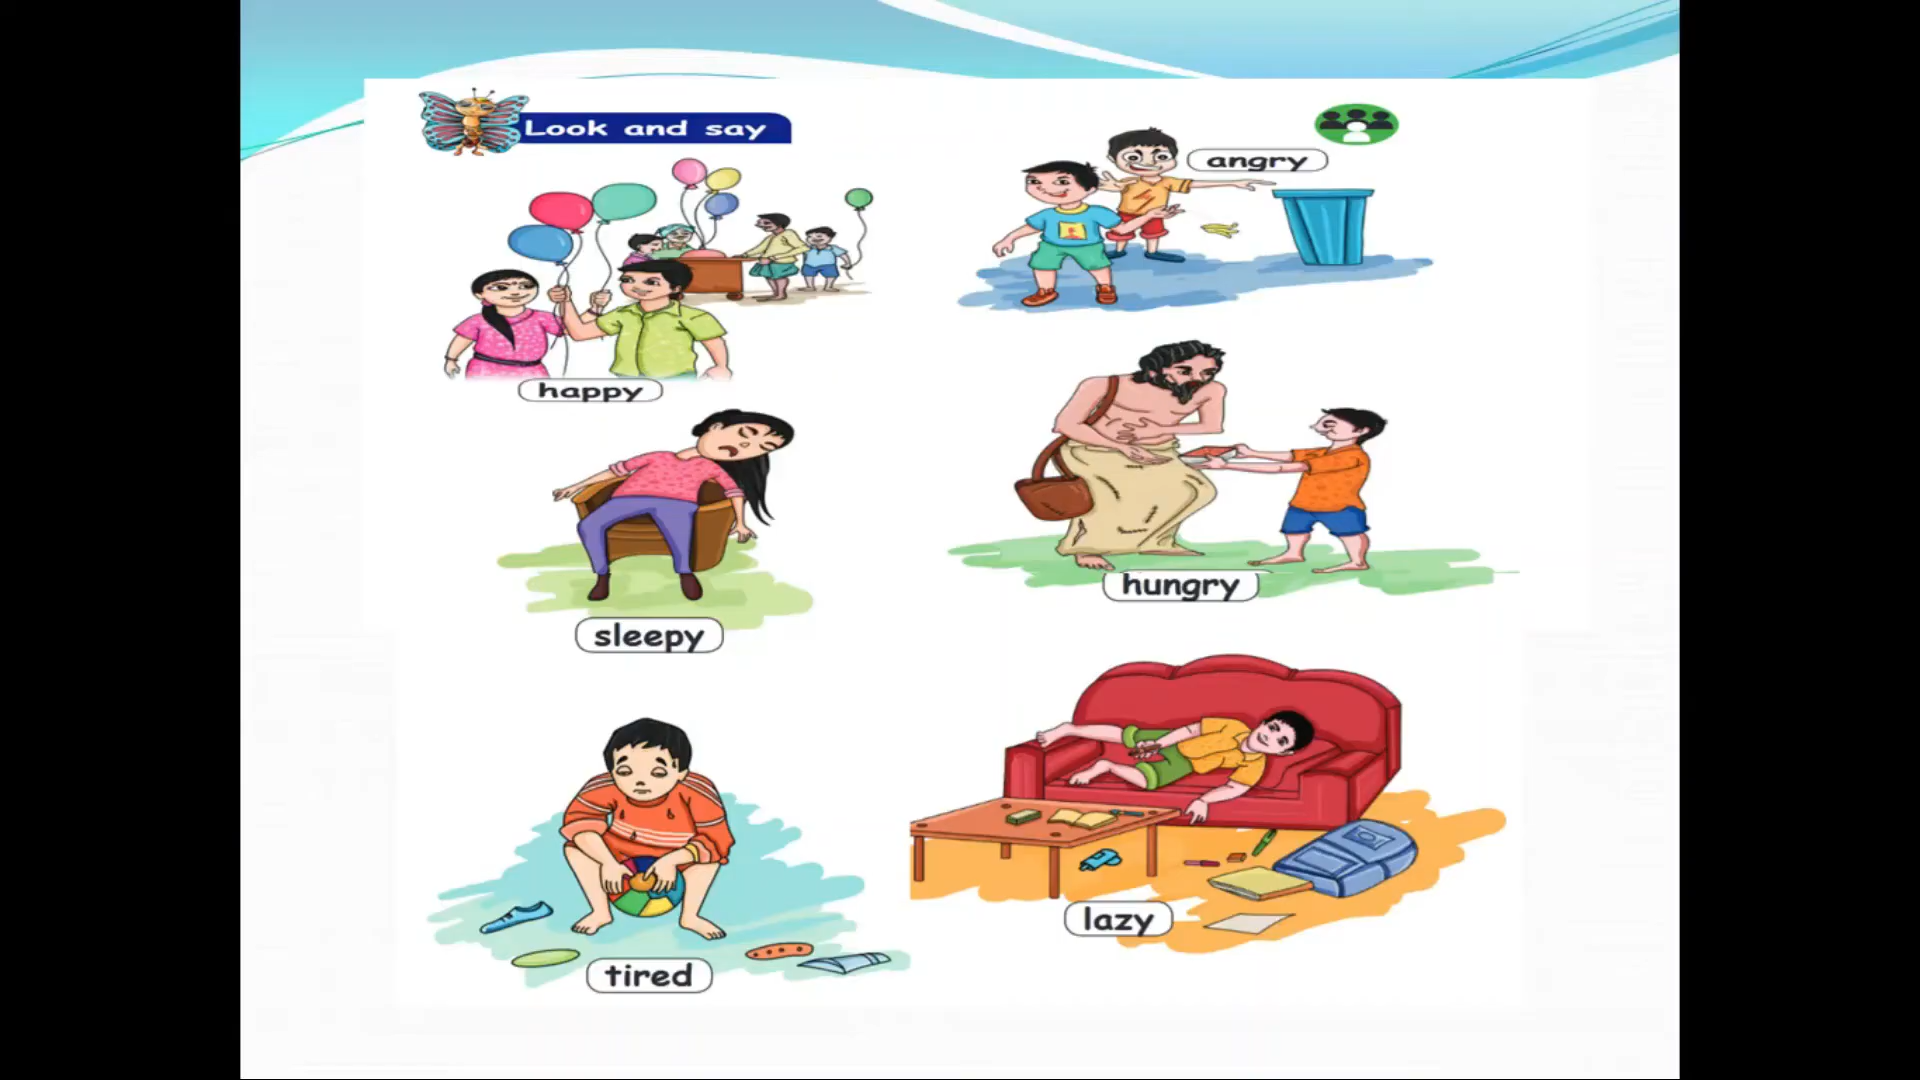 Look and say
angry
happy
hungry
sleepy
lazy
tired